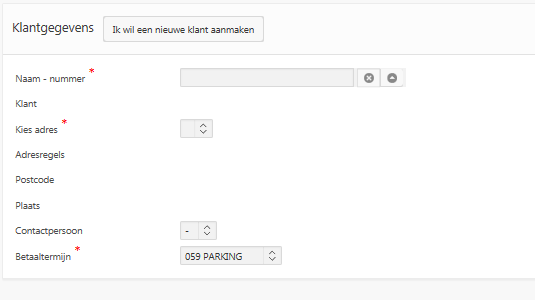 Klantgegevens Ik wil een nieuwe klant aanmaken
Naam - nummer *
Klant
Kies adres *
Adresregels
Postcode
Plaats
Contactpersoon -
Betaaltermijn * 059 PARKING